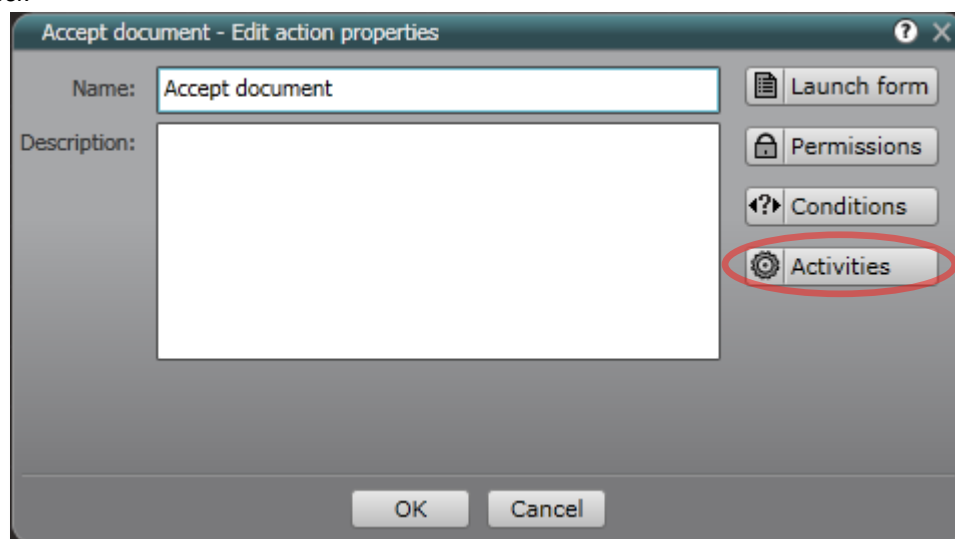 Accept document - Edit action properties
Name: Accept document Launch form
Description: Permissions
Conditions
Activities
OK Cancel